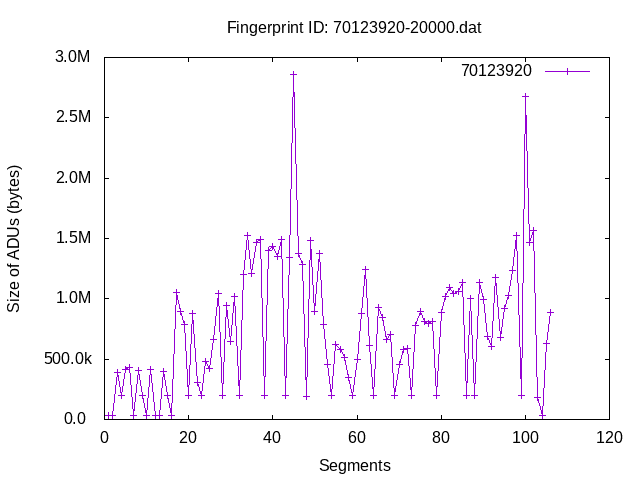 Fingerprint ID: 70123920-20000.dat
3.0M
70123920
2.5M
2.0M
1.5M
1.0M
500.0k
0.0
Size of ADUs (bytes)
0 20 40 60 80 100 120
Segments